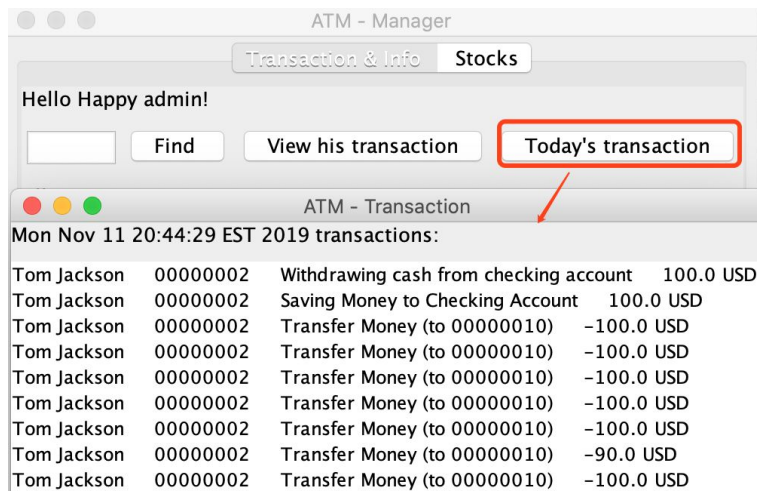 ATM - Manager
Transaction & Info Stocks
Hello Happy admin!
Find View his transaction Today's transaction
ATM - Transaction
Mon Nov 11 20:44:29 EST 2019 transactions:
Tom Jackson 00000002 Withdrawing cash from checking account 100.0 USD
Tom Jackson 00000002 Saving Money to Checking Account 100.0 USD
Tom Jackson 00000002 Transfer Money (to 00000010) -100.0 USD
Tom Jackson 00000002 Transfer Money (to 00000010) -100.0 USD
Tom Jackson 00000002 Transfer Money (to 00000010) -100.0 USD
Tom Jackson 00000002 Transfer Money (to 00000010) -100.0 USD
Tom Jackson 00000002 Transfer Money (to 00000010) -100.0 USD
Tom Jackson 00000002 Transfer Money (to 00000010) -90.0 USD
Tom Jackson 00000002 Transfer Money (to 00000010) -100.0 USD